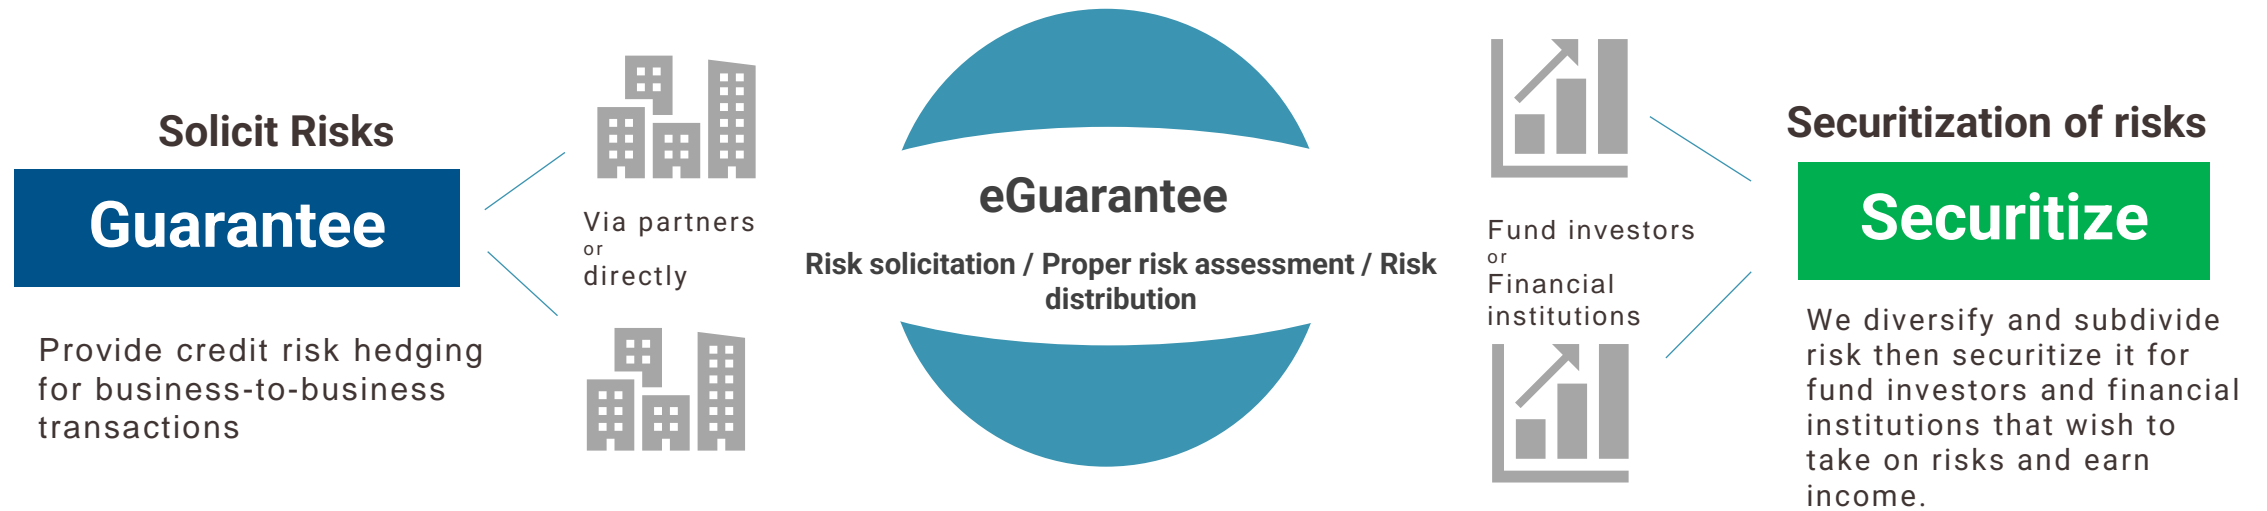 Solicit Risks
Guarantee
Provide credit risk hedging
for business-to-business
transactions
Via partners
or
directly
eGuarantee
Risk solicitation / Proper risk assessment / Risk
distribution
Fund investors
or
Financial
institutions
Securitization of risks
Securitize
We diversify and subdivide
risk then securitize it for
fund investors and financial
institutions that wish to
take on risks and earn
income.